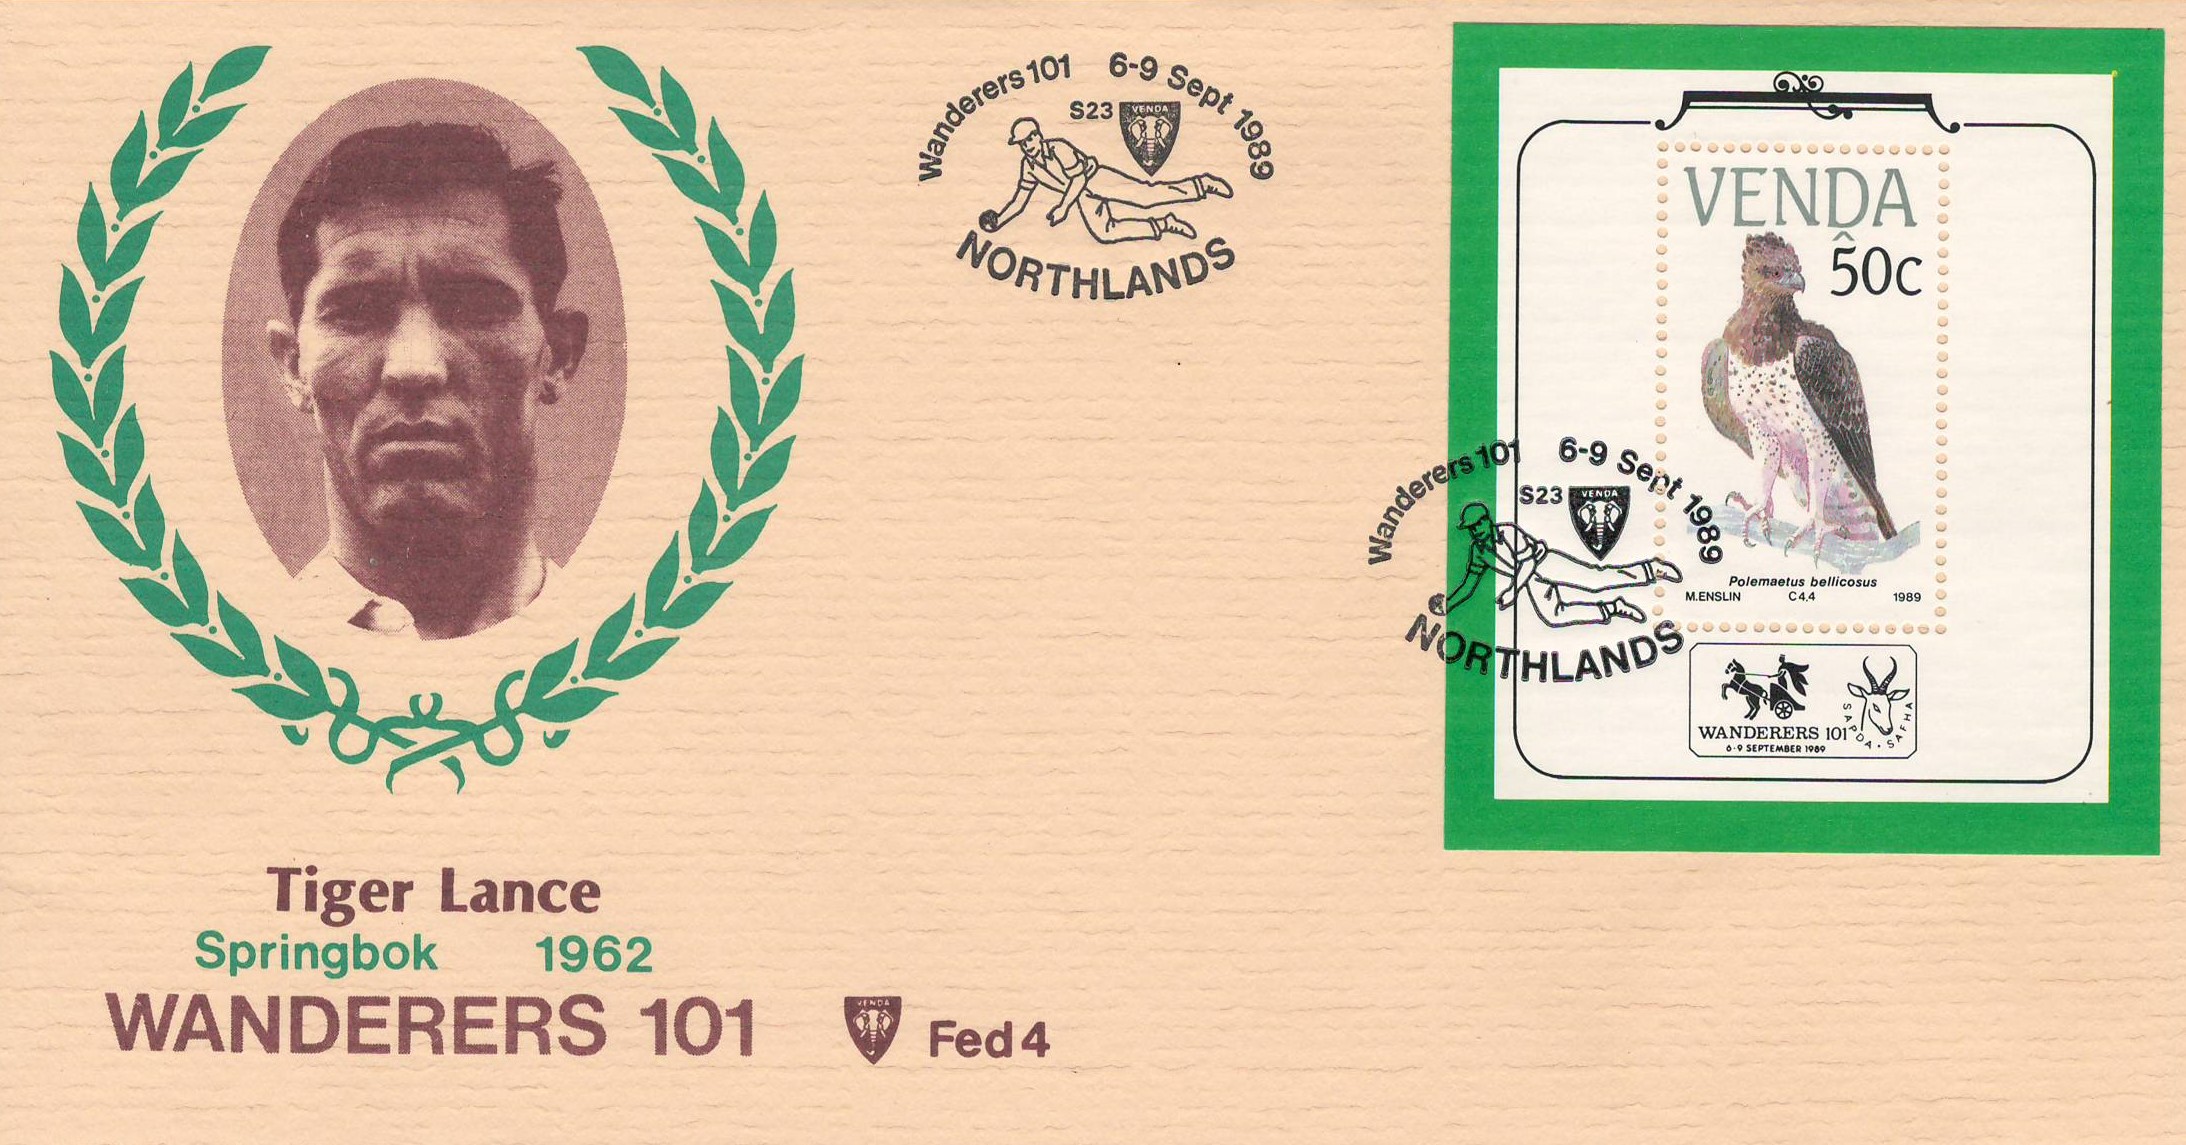 Tiger Lance
Springbok 1962
WANDERERS 101
VENDA
Fed 4
Wanderers 101 6-9 Sept 1989
S23
VENDA
NORTHLANDS
VENDA
50c
Polemaetus bellicosus
M.ENSLIN C4.4 1989
Wanderers 101 6-9 Sept 1989
S23
VENDA
NORTHLANDS
WANDERERS 101
6-9 SEPTEMBER 1989
SAPDA · SAFHA